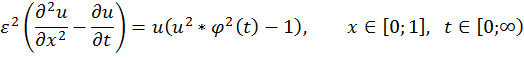 ε²(∂²u/∂x² − ∂u/∂t) = u(u² * φ²(t) − 1), x ∈ [0; 1], t ∈ [0;∞)